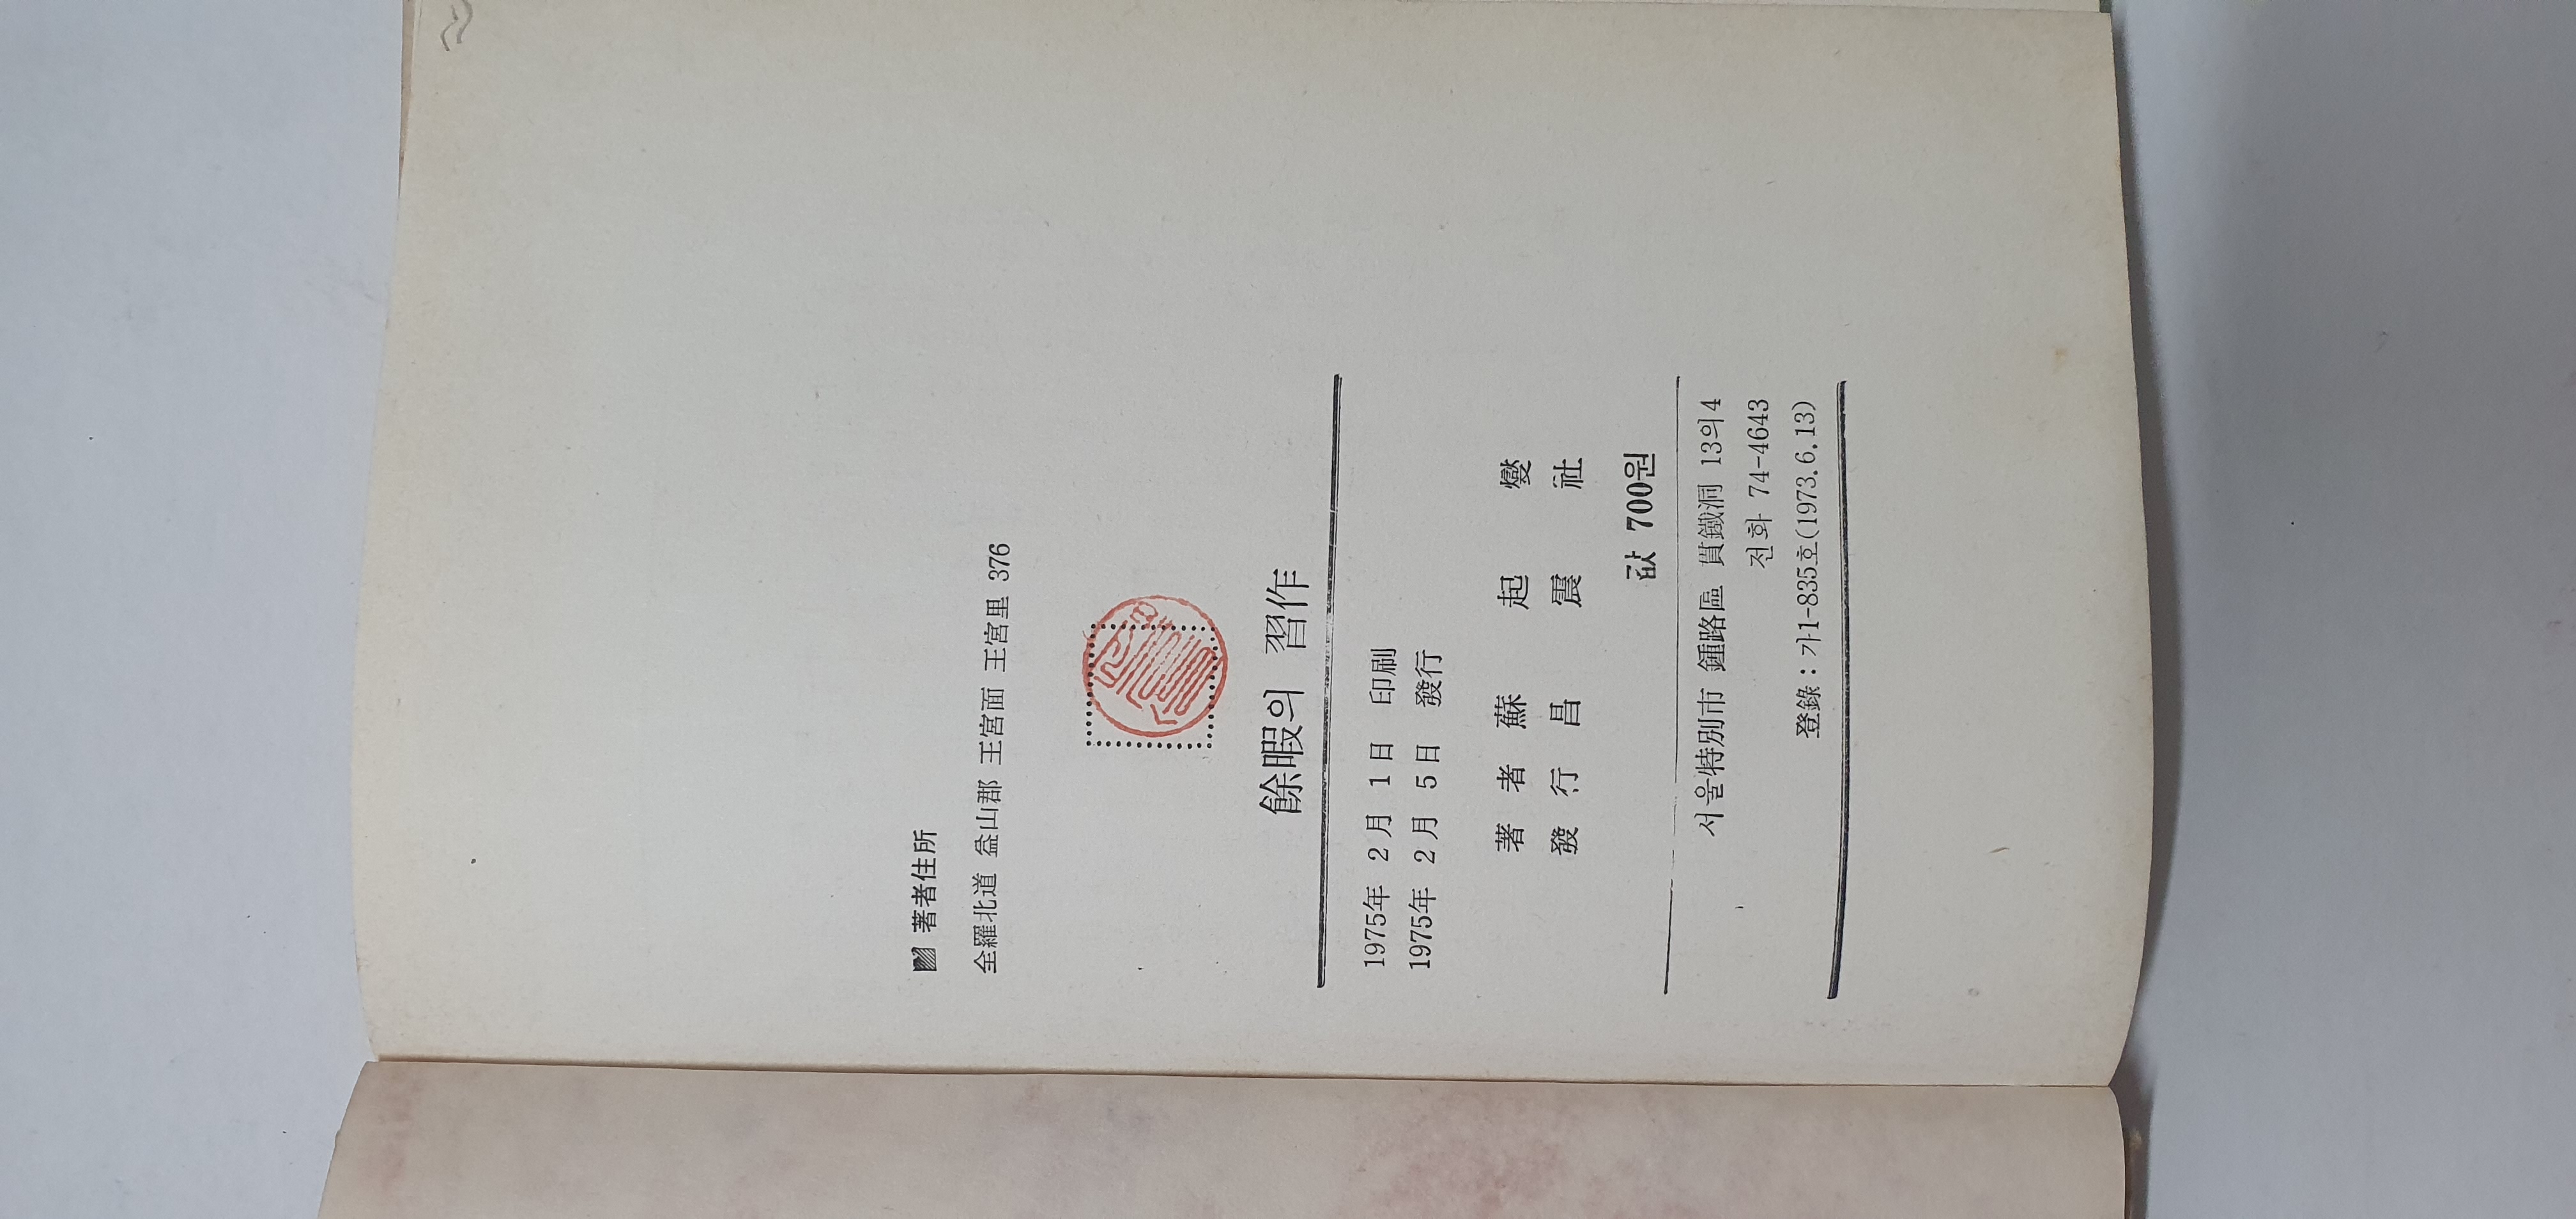 著者住所
全羅北道 益山郡 王宮面 王宮里 376
餘暇의 習作
1975年 2月 1日 印刷
1975年 2月 5日 發行
著者 蘇起燮
發行 昌震社
값 700원
서울特別市 鍾路區 貫鐵洞 13의4
전화 74-4643
登錄：가1-835호(1973.6.13)